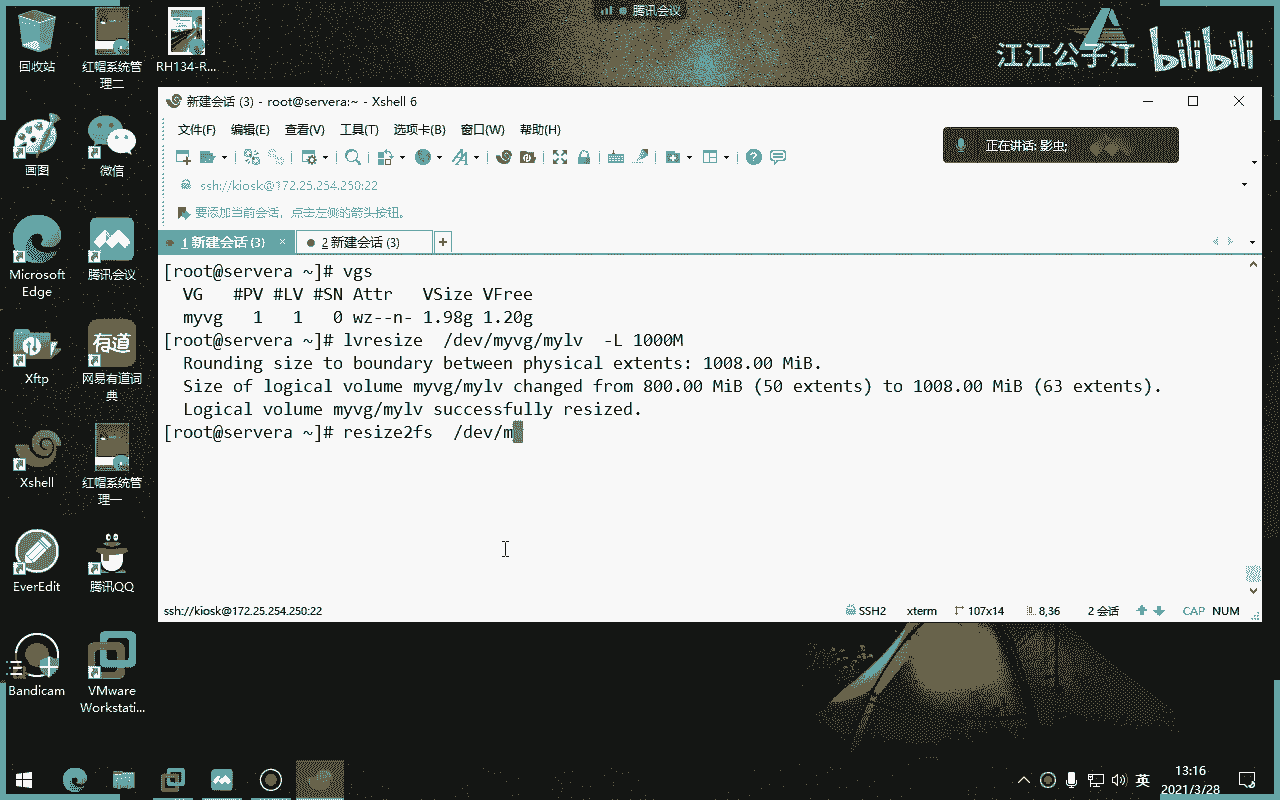 腾讯会议
江江公子江 bilibili
回收站
红帽系统管
理二
RH134-R...
画图
微信
Microsoft
Edge
腾讯会议
Xftp
有道
网易有道词
典
Xshell
红帽系统管
理一
EverEdit
腾讯QQ
Bandicam
VMware
Workstati...
新建会话 (3) - root@servera:~ - Xshell 6
文件(F) 编辑(E) 查看(V) 工具(T) 选项卡(B) 窗口(W) 帮助(H)
正在讲话: 影虫;
ssh://kiosk@172.25.254.250:22
要添加当前会话，点击左侧的箭头按钮。
1 新建会话 (3) × 2 新建会话 (3) +
[root@servera ~]# vgs
  VG   #PV #LV #SN Attr   VSize VFree
  myvg   1   1   0 wz--n- 1.98g 1.20g
[root@servera ~]# lvresize  /dev/myvg/mylv  -L 1000M
  Rounding size to boundary between physical extents: 1008.00 MiB.
  Size of logical volume myvg/mylv changed from 800.00 MiB (50 extents) to 1008.00 MiB (63 extents).
  Logical volume myvg/mylv successfully resized.
[root@servera ~]# resize2fs  /dev/m
ssh://kiosk@172.25.254.250:22 SSH2 xterm 107x14 8,36 2 会话 CAP NUM
英
13:16
2021/3/28